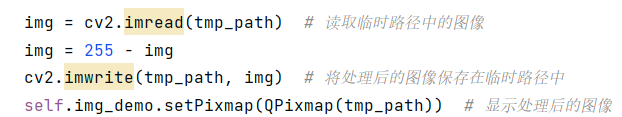 img = cv2.imread(tmp_path)  # 读取临时路径中的图像
img = 255 - img
cv2.imwrite(tmp_path, img)  # 将处理后的图像保存在临时路径中
self.img_demo.setPixmap(QPixmap(tmp_path))  # 显示处理后的图像